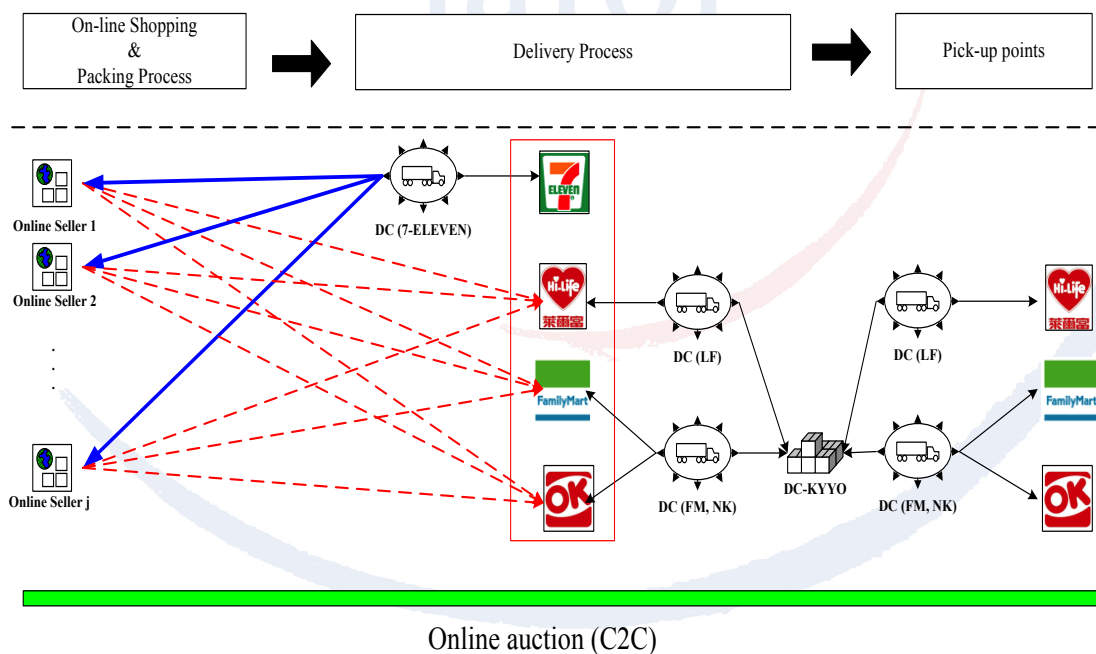 On-line Shopping
&
Packing Process
Delivery Process
Pick-up points
Online Seller 1
Online Seller 2
.
.
.
Online Seller j
DC (7-ELEVEN)
7
ELEVEN
®
Hi-Life
萊爾富
FamilyMart
OK
DC (LF)
DC (FM, NK)
DC-KYYO
DC (LF)
DC (FM, NK)
Hi-Life
萊爾富
FamilyMart
OK
Online auction (C2C)